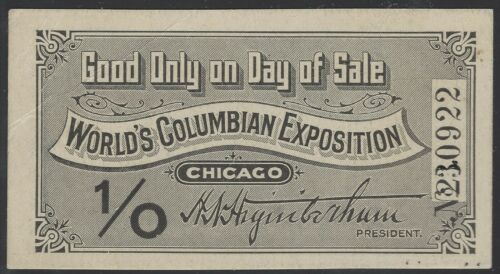 Good Only on Day of Sale
WORLD'S COLUMBIAN EXPOSITION
CHICAGO
1/0
H.N. Higinbotham
PRESIDENT.
No 230922